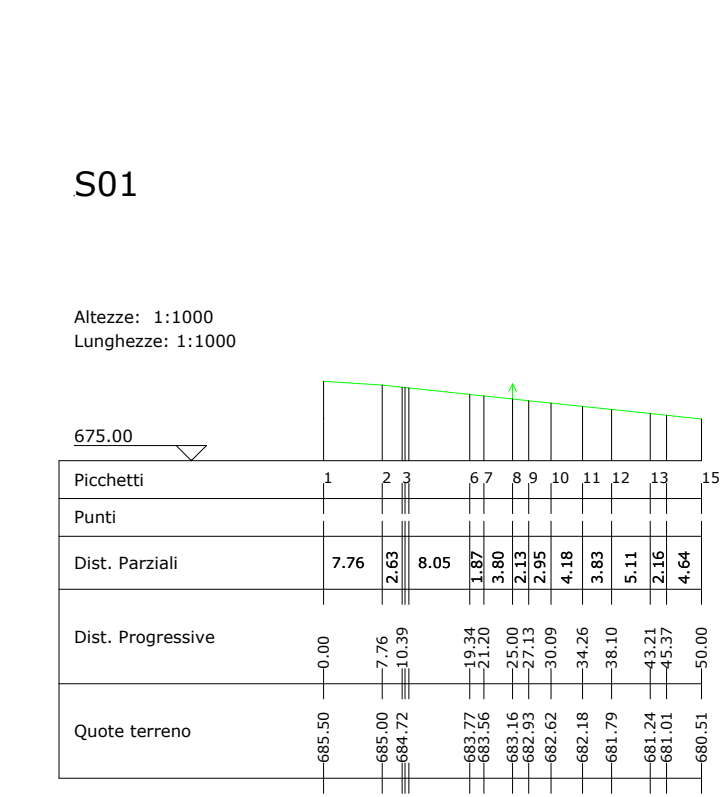 S01
Altezze: 1:1000
Lunghezze: 1:1000
675.00
Picchetti 1 2 3 6 7 8 9 10 11 12 13 15
Punti
Dist. Parziali 7.76 2.63 8.05 1.87 3.80 2.13 2.95 4.18 3.83 5.11 2.16 4.64
Dist. Progressive 0.00 7.76 10.39 19.34 21.20 25.00 27.13 30.09 34.26 38.10 43.21 45.37 50.00
Quote terreno 685.50 685.00 684.72 683.77 683.56 683.16 682.93 682.62 682.18 681.79 681.24 681.01 680.51